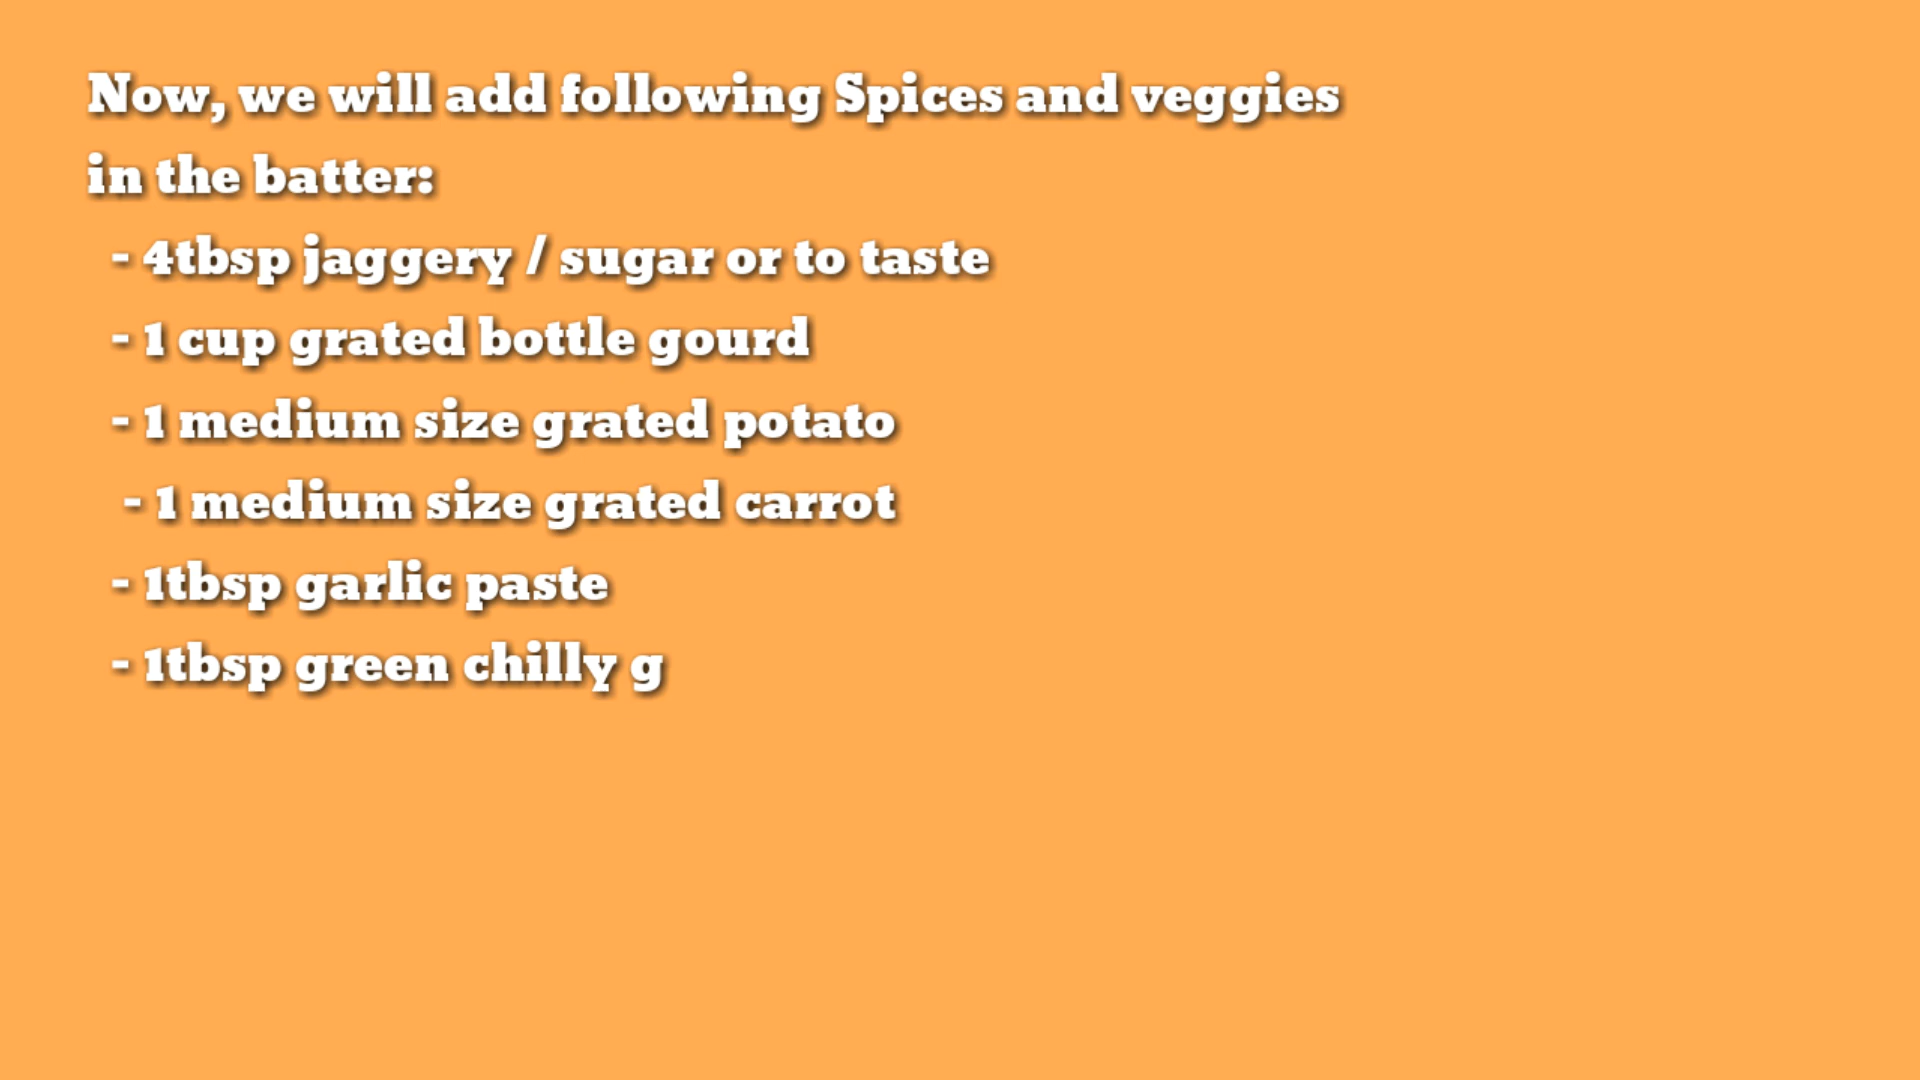 Now, we will add following Spices and veggies
in the batter:
- 4tbsp jaggery / sugar or to taste
- 1 cup grated bottle gourd
- 1 medium size grated potato
- 1 medium size grated carrot
- 1tbsp garlic paste
- 1tbsp green chilly g